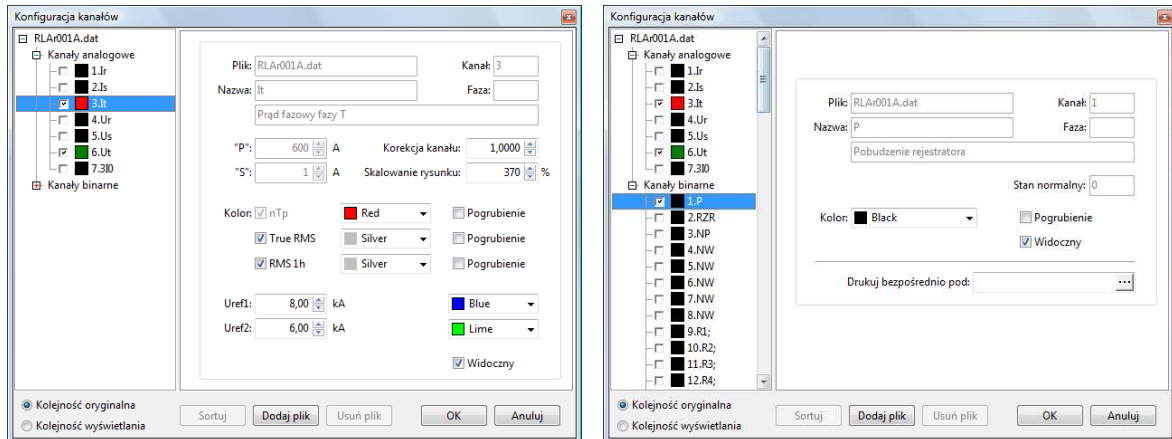 Konfiguracja kanałów
RLAr001A.dat
Kanały analogowe
1.Ir
2.Is
3.It
4.Ur
5.Us
6.Ut
7.3I0
Kanały binarne
Plik: RLAr001A.dat Kanał: 3
Nazwa: It Faza:
Prąd fazowy fazy T
"P": 600 A Korekcja kanału: 1,0000
"S": 1 A Skalowanie rysunku: 370 %
Kolor: nTp Red Pogrubienie
True RMS Silver Pogrubienie
RMS 1h Silver Pogrubienie
Uref1: 8,00 kA Blue
Uref2: 6,00 kA Lime
Widoczny
Kolejność oryginalna
Kolejność wyświetlania
Sortuj Dodaj plik Usuń plik OK Anuluj
Konfiguracja kanałów
RLAr001A.dat
Kanały analogowe
1.Ir
2.Is
3.It
4.Ur
5.Us
6.Ut
7.3I0
Kanały binarne
1.P
2.RZR
3.NP
4.NW
5.NW
6.NW
7.NW
8.NW
9.R1;
10.R2;
11.R3;
12.R4;
Plik: RLAr001A.dat Kanał: 1
Nazwa: P Faza:
Pobudzenie rejestratora
Stan normalny: 0
Kolor: Black Pogrubienie
Widoczny
Drukuj bezpośrednio pod: ...
Kolejność oryginalna
Kolejność wyświetlania
Sortuj Dodaj plik Usuń plik OK Anuluj